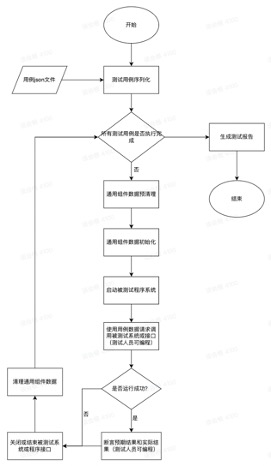 开始
用例json文件
测试用例序列化
所有测试用例是否执行完
成
生成测试报告
否
结束
通用组件数据预清理
通用组件数据初始化
启动被测试程序系统
使用用例数据请求调
用被测试系统或接口
（测试人员可编程）
清理通用组件数据
是否运行成功?
否
是
关闭或结束被测试系
统或程序接口
断言预期结果和实际结
果（测试人员可编程）